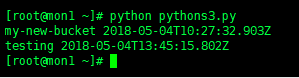 [root@mon1 ~]# python pythons3.py
my-new-bucket 2018-05-04T10:27:32.903Z
testing 2018-05-04T13:45:15.802Z
[root@mon1 ~]#